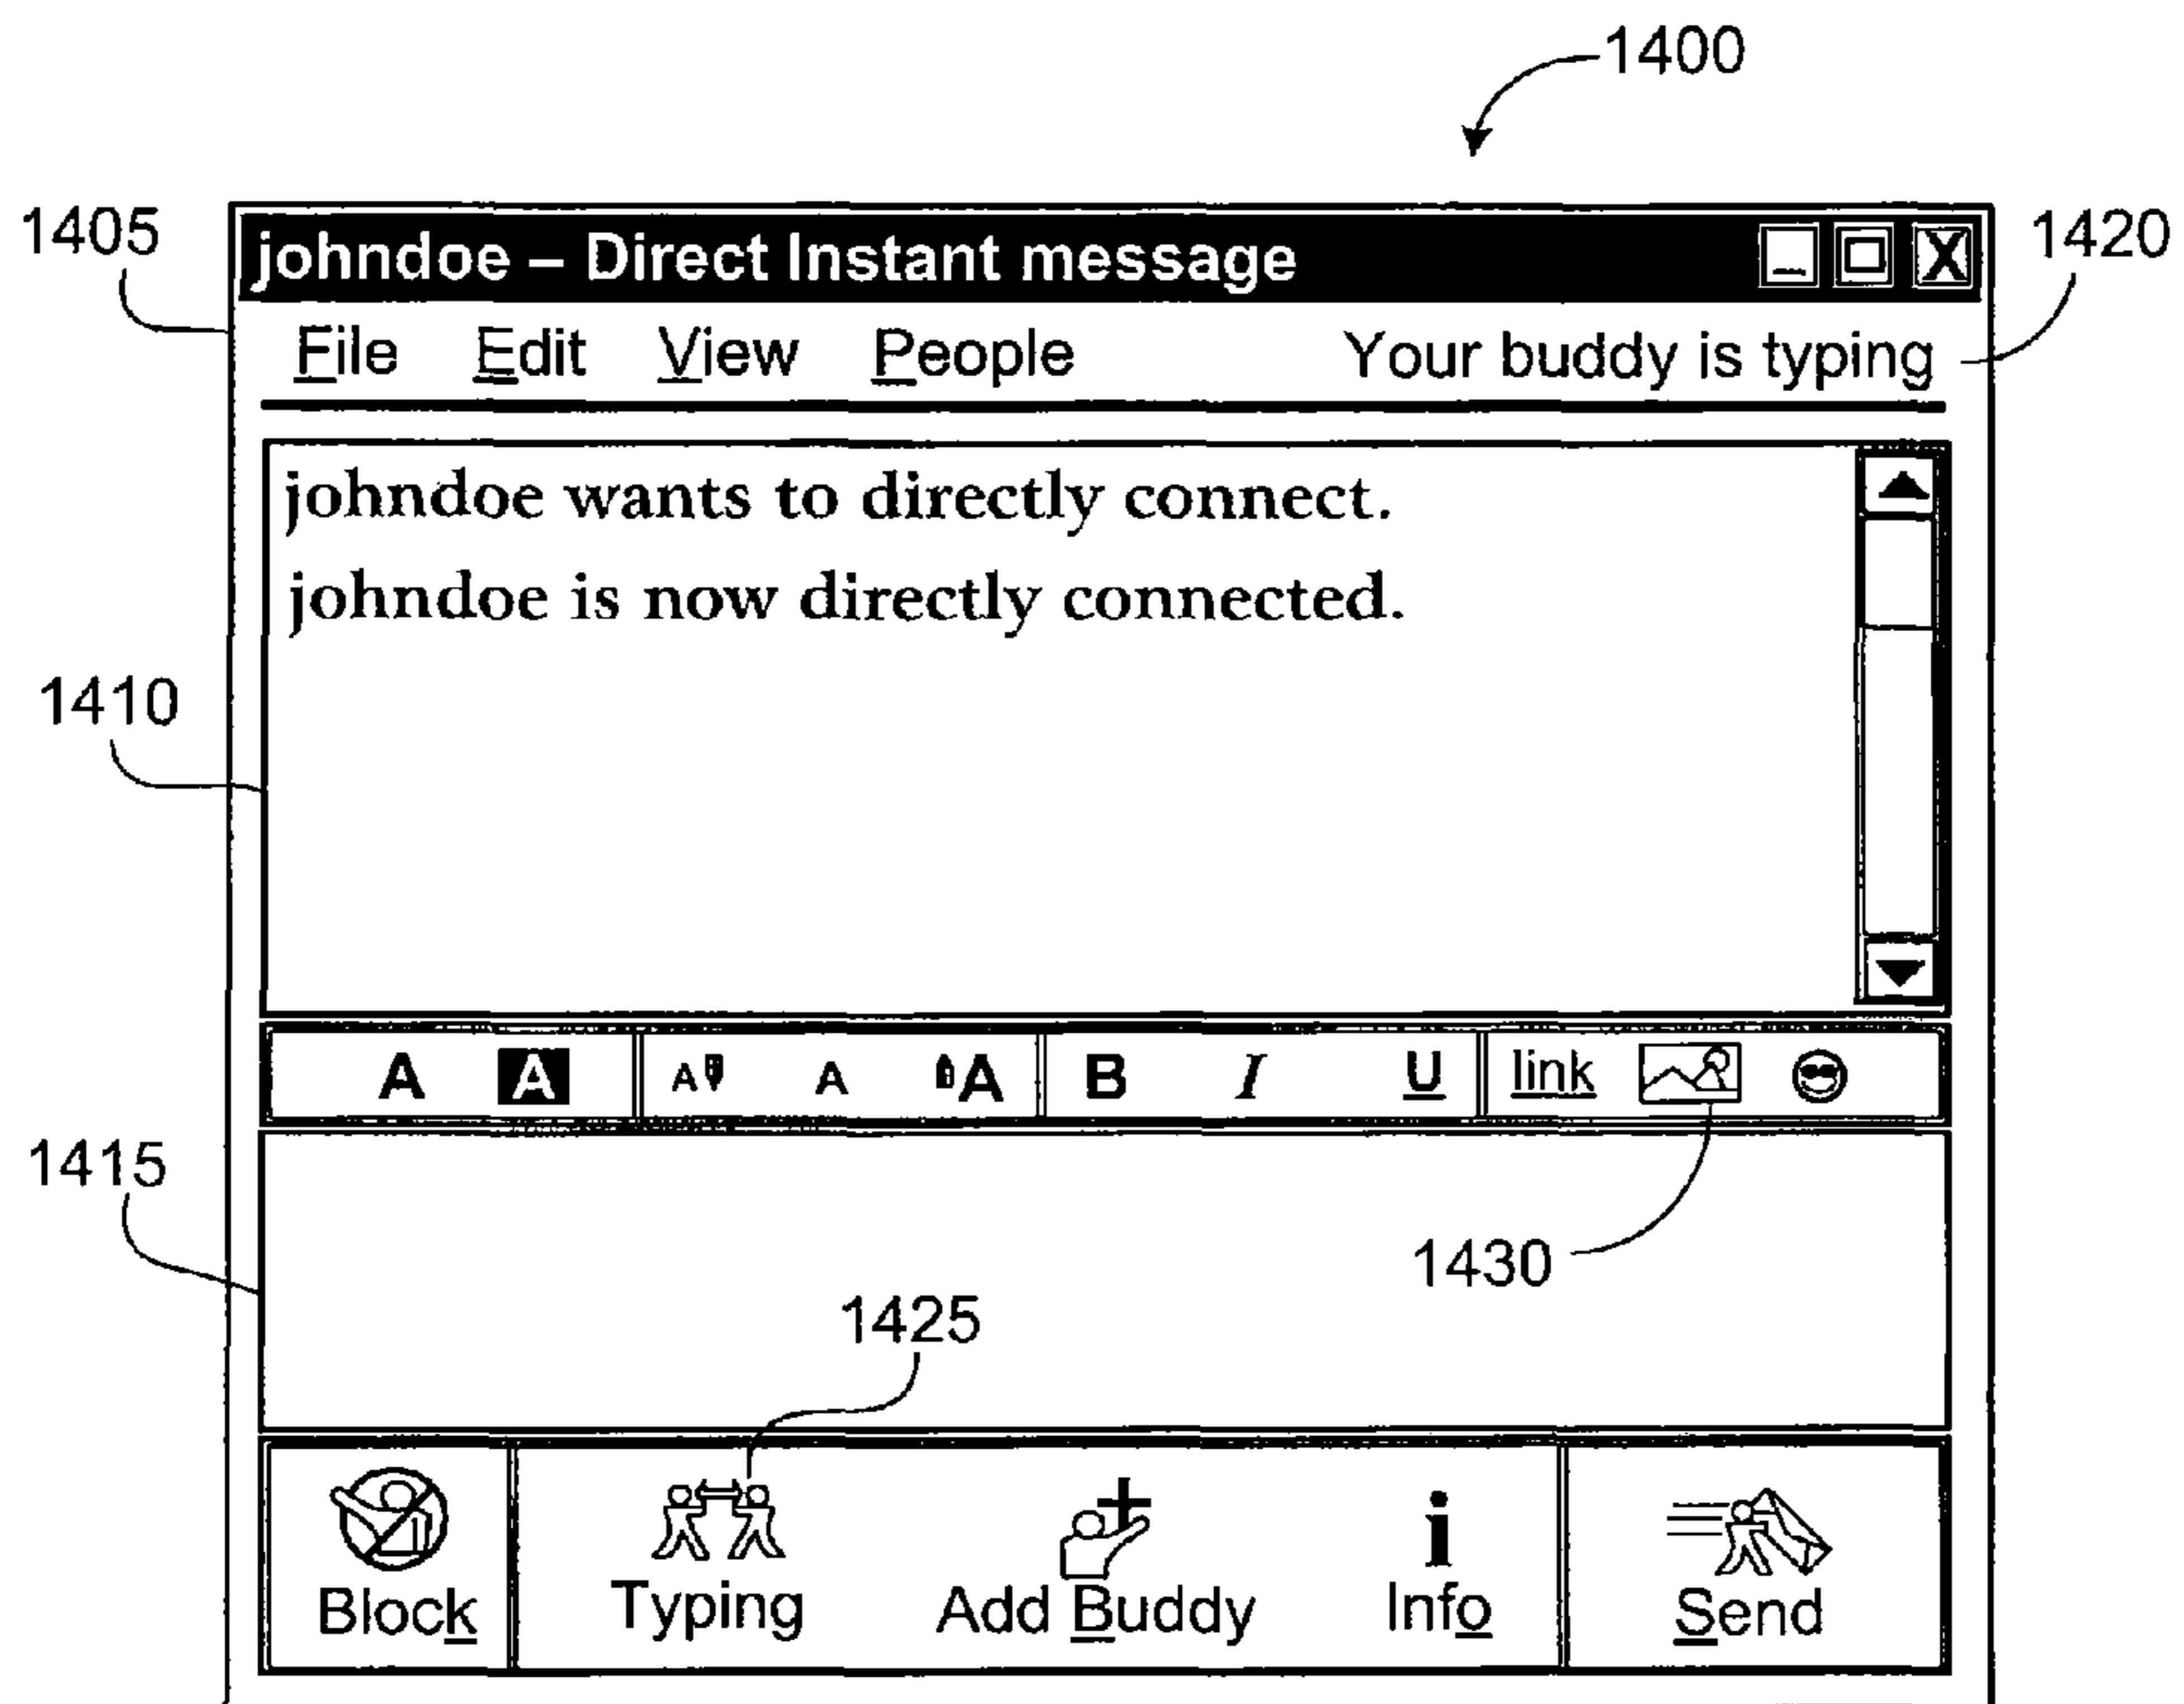 1400
1405
johndoe – Direct Instant message
X
1420
File Edit View People Your buddy is typing
johndoe wants to directly connect.
johndoe is now directly connected.
1410
A A A A A B I U link
1415
1430
1425
i
Block Typing Add Buddy Info Send